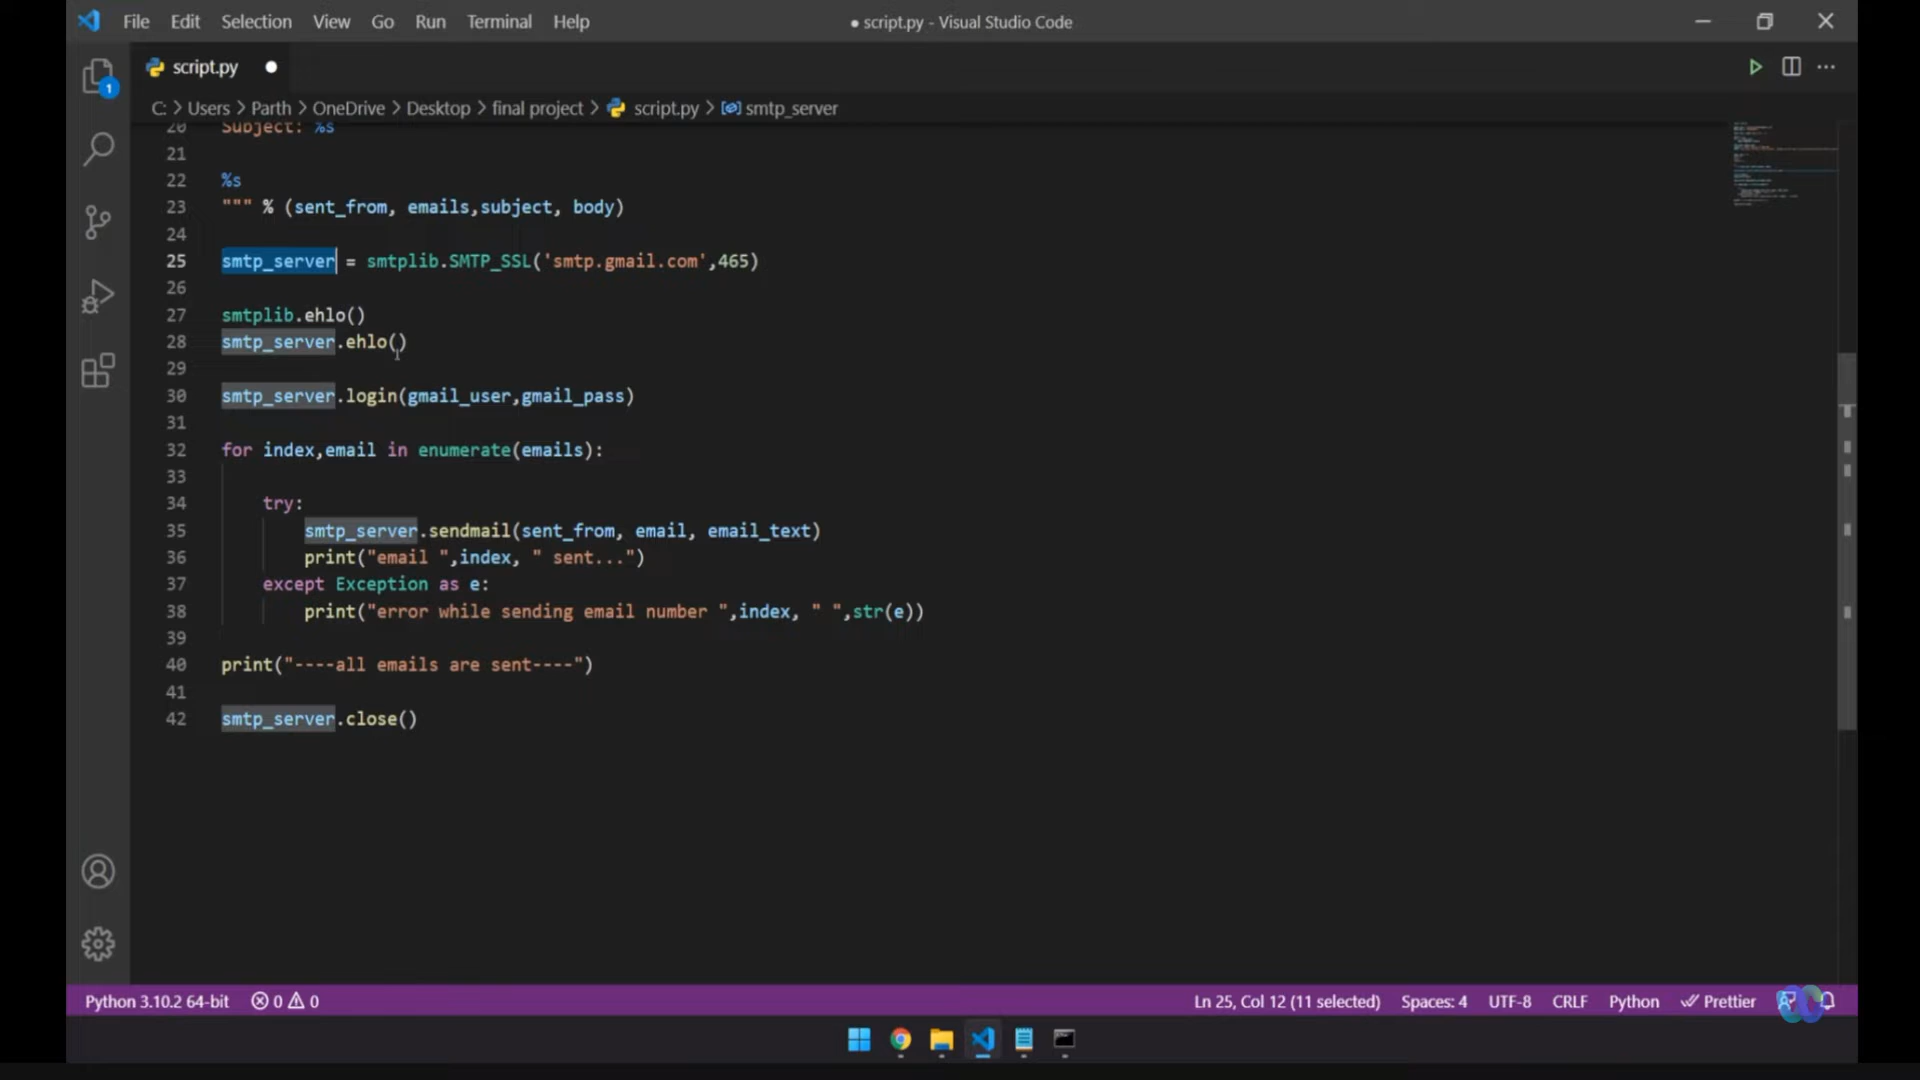 File Edit Selection View Go Run Terminal Help
● script.py - Visual Studio Code
1
script.py
C: > Users > Parth > OneDrive > Desktop > final project > script.py > smtp_server
20 Subject: %s
21
22 %s
23 """ % (sent_from, emails,subject, body)
24
25 smtp_server = smtplib.SMTP_SSL('smtp.gmail.com',465)
26
27 smtplib.ehlo()
28 smtp_server.ehlo()
29
30 smtp_server.login(gmail_user,gmail_pass)
31
32 for index,email in enumerate(emails):
33
34 try:
35 smtp_server.sendmail(sent_from, email, email_text)
36 print("email ",index, " sent...")
37 except Exception as e:
38 print("error while sending email number ",index, " ",str(e))
39
40 print("----all emails are sent----")
41
42 smtp_server.close()
Python 3.10.2 64-bit 0 0 Ln 25, Col 12 (11 selected) Spaces: 4 UTF-8 CRLF Python Prettier